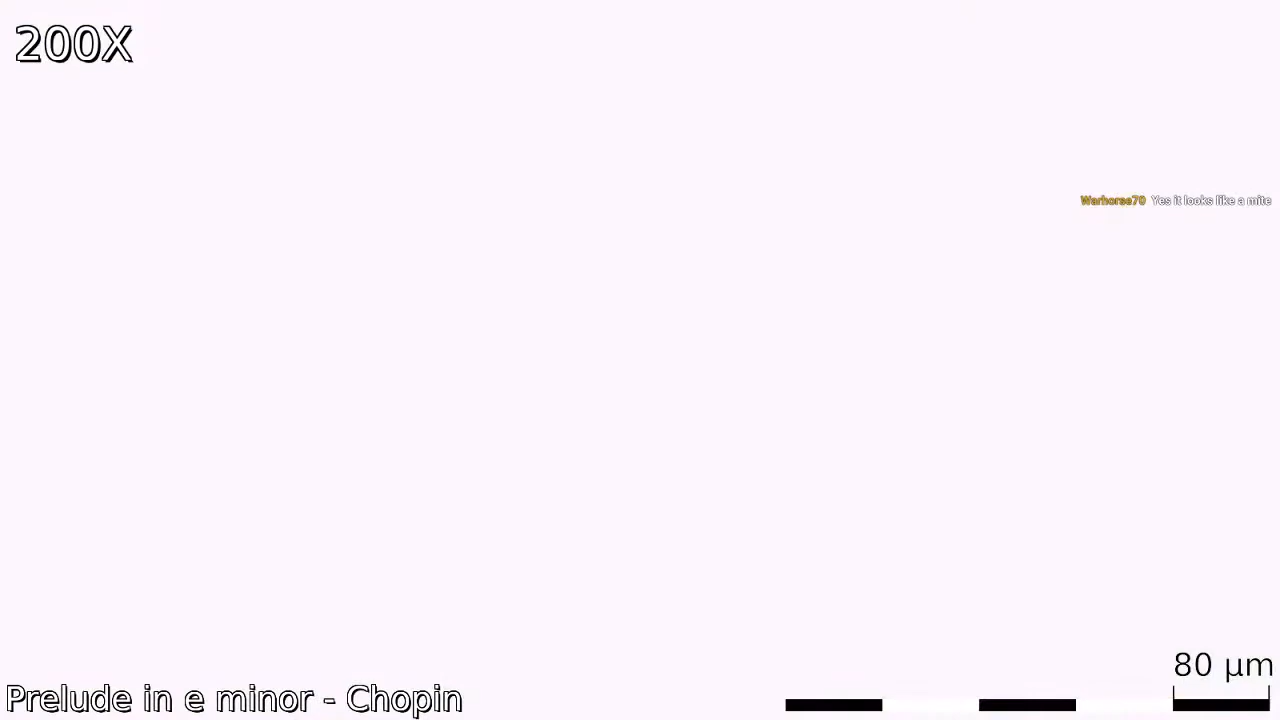 200X
Warhorse70 Yes it looks like a mite
80 µm
Prelude in e minor - Chopin